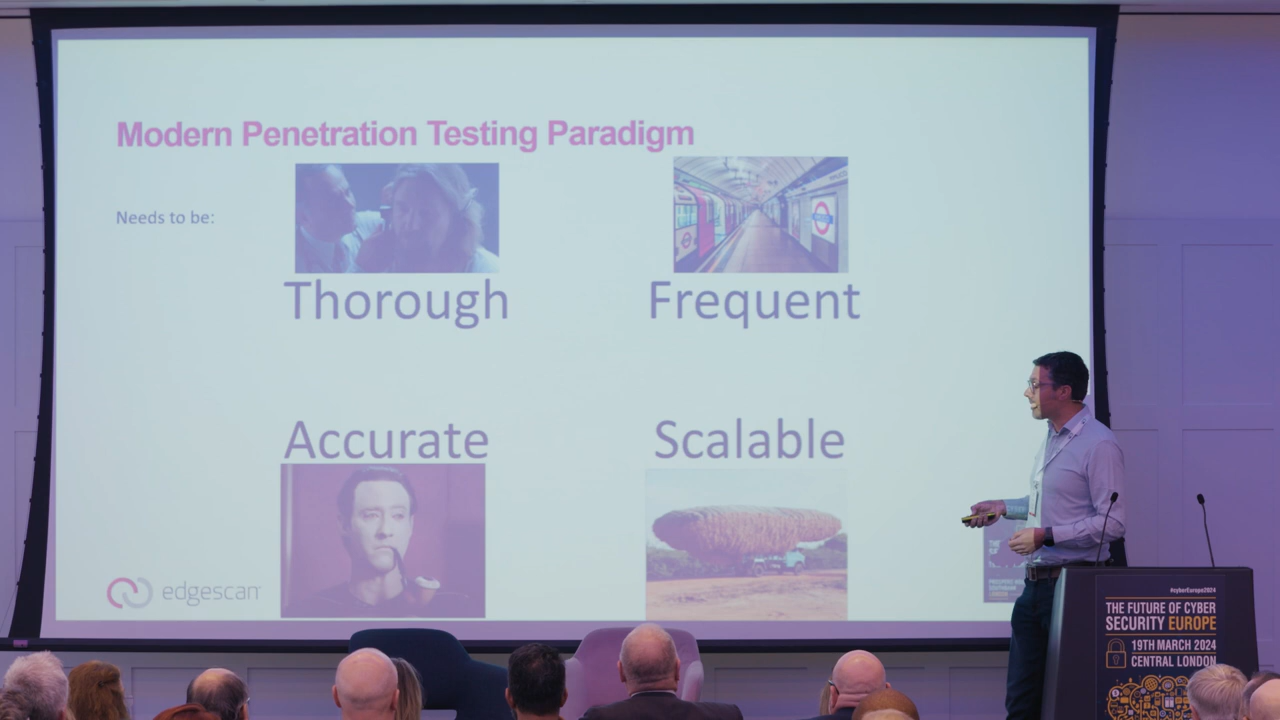 Modern Penetration Testing Paradigm
Needs to be:
Thorough
Frequent
Accurate
Scalable
edgescan
#cyberEurope2024
THE FUTURE OF CYBER
SECURITY EUROPE
19TH MARCH 2024
CENTRAL LONDON